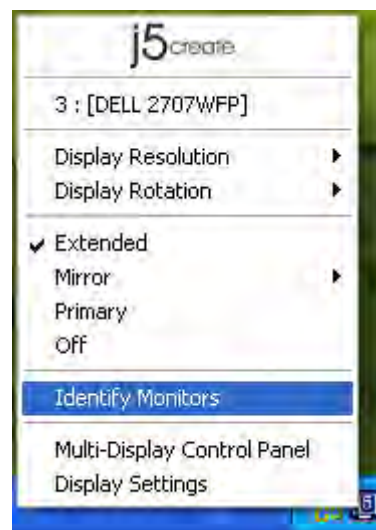 j5create
3 : [DELL 2707WFP]
Display Resolution
Display Rotation
Extended
Mirror
Primary
Off
Identify Monitors
Multi-Display Control Panel
Display Settings
5